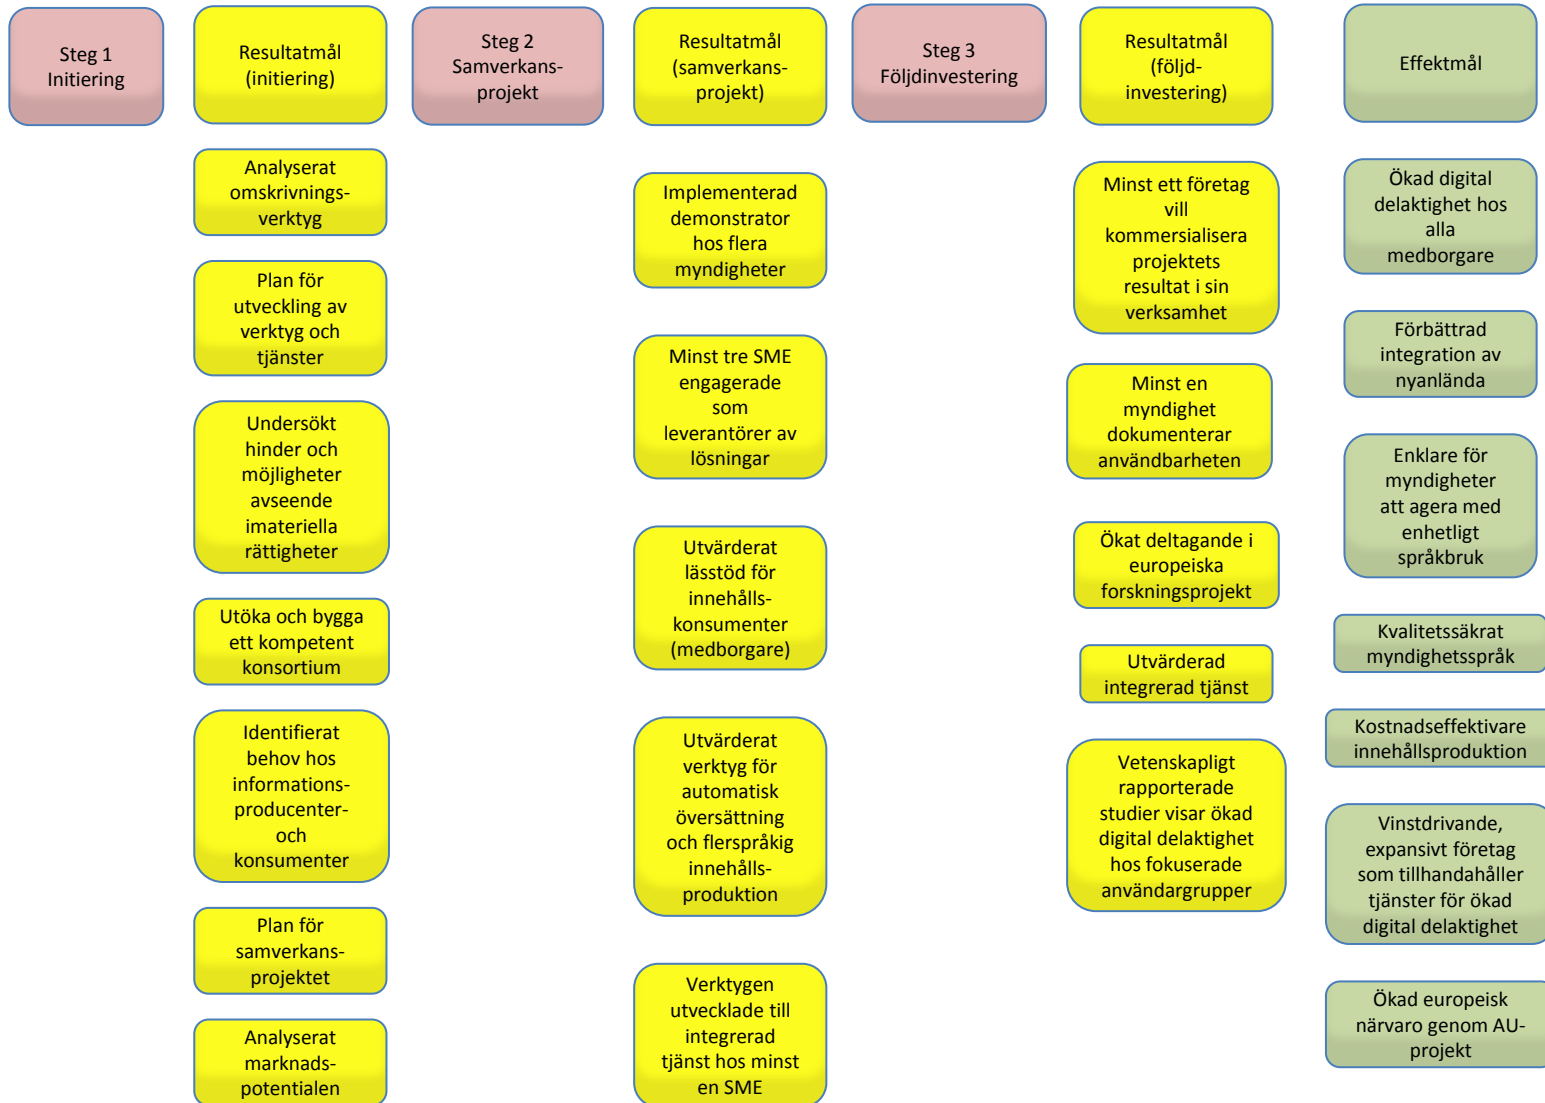 Steg 1
Initiering
Resultatmål
(initiering)
Steg 2
Samverkans-
projekt
Resultatmål
(samverkans-
projekt)
Steg 3
Följdinvestering
Resultatmål
(följd-
investering)
Effektmål
Analyserat
omskrivnings-
verktyg
Plan för
utveckling av
verktyg och
tjänster
Undersökt
hinder och
möjligheter
avseende
imateriella
rättigheter
Utöka och bygga
ett kompetent
konsortium
Identifierat
behov hos
informations-
producenter-
och
konsumenter
Plan för
samverkans-
projektet
Analyserat
marknads-
potentialen
Implementerad
demonstrator
hos flera
myndigheter
Minst tre SME
engagerade
som
leverantörer av
lösningar
Utvärderat
lässtöd för
innehålls-
konsumenter
(medborgare)
Utvärderat
verktyg för
automatisk
översättning
och flerspråkig
innehålls-
produktion
Verktygen
utvecklade till
integrerad
tjänst hos minst
en SME
Minst ett företag
vill
kommersialisera
projektets
resultat i sin
verksamhet
Minst en
myndighet
dokumenterar
användbarheten
Ökat deltagande i
europeiska
forskningsprojekt
Utvärderad
integrerad tjänst
Vetenskapligt
rapporterade
studier visar ökad
digital delaktighet
hos fokuserade
användargrupper
Ökad digital
delaktighet hos
alla
medborgare
Förbättrad
integration av
nyanlända
Enklare för
myndigheter
att agera med
enhetligt
språkbruk
Kvalitetssäkrat
myndighetsspråk
Kostnadseffektivare
innehållsproduktion
Vinstdrivande,
expansivt företag
som tillhandahåller
tjänster för ökad
digital delaktighet
Ökad europeisk
närvaro genom AU-
projekt